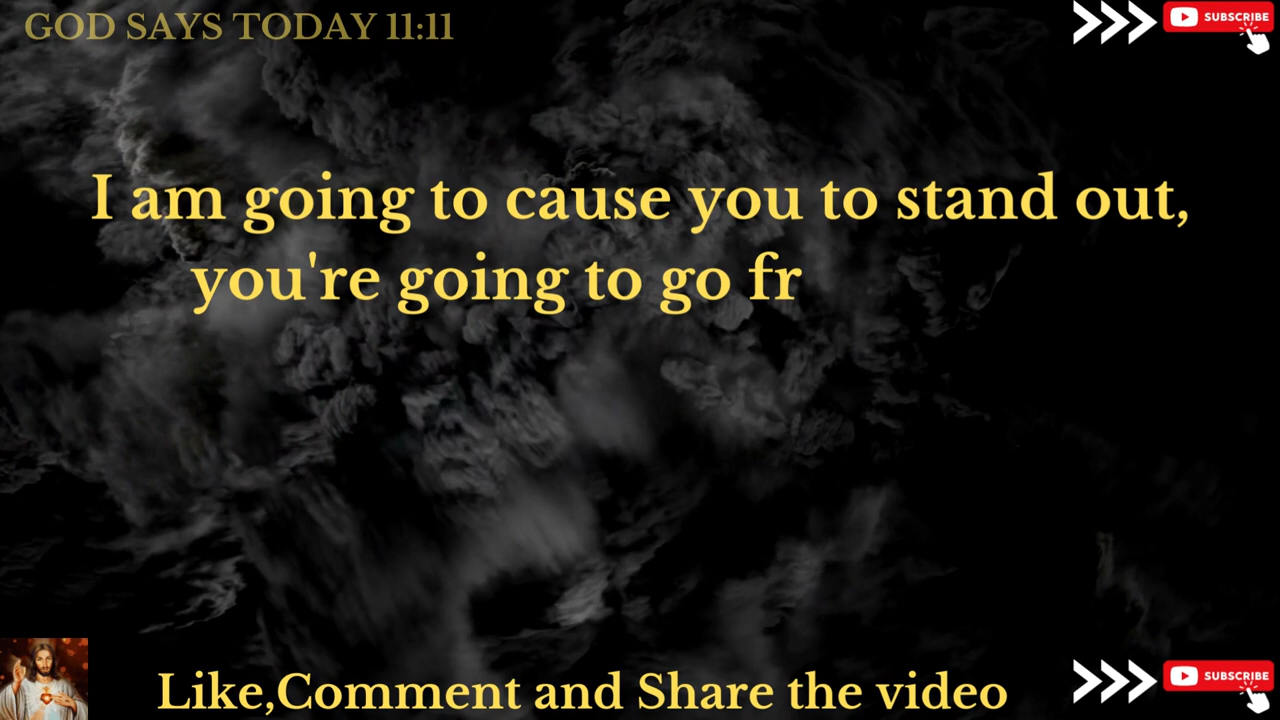 GOD SAYS TODAY 11:11
SUBSCRIBE
I am going to cause you to stand out,
you're going to go fr
Like,Comment and Share the video
SUBSCRIBE